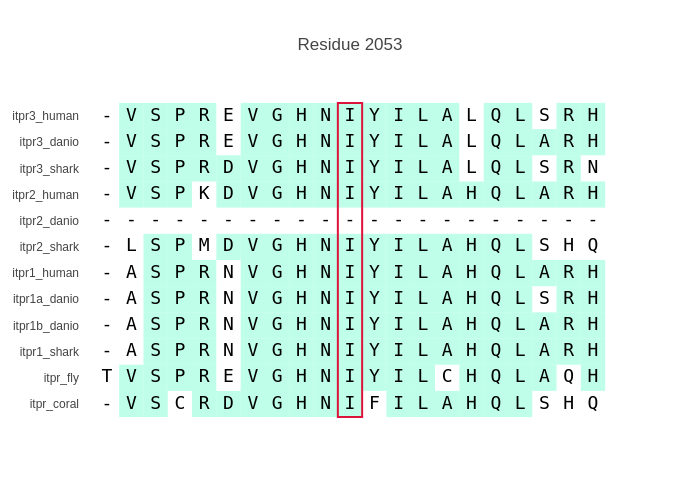 Residue 2053
itpr3_human - V S P R E V G H N I Y I L A L Q L S R H
itpr3_danio - V S P R E V G H N I Y I L A L Q L A R H
itpr3_shark - V S P R D V G H N I Y I L A L Q L S R N
itpr2_human - V S P K D V G H N I Y I L A H Q L A R H
itpr2_danio - - - - - - - - - - - - - - - - - - - - -
itpr2_shark - L S P M D V G H N I Y I L A H Q L S H Q
itpr1_human - A S P R N V G H N I Y I L A H Q L A R H
itpr1a_danio - A S P R N V G H N I Y I L A H Q L S R H
itpr1b_danio - A S P R N V G H N I Y I L A H Q L A R H
itpr1_shark - A S P R N V G H N I Y I L A H Q L A R H
itpr_fly T V S P R E V G H N I Y I L C H Q L A Q H
itpr_coral - V S C R D V G H N I F I L A H Q L S H Q